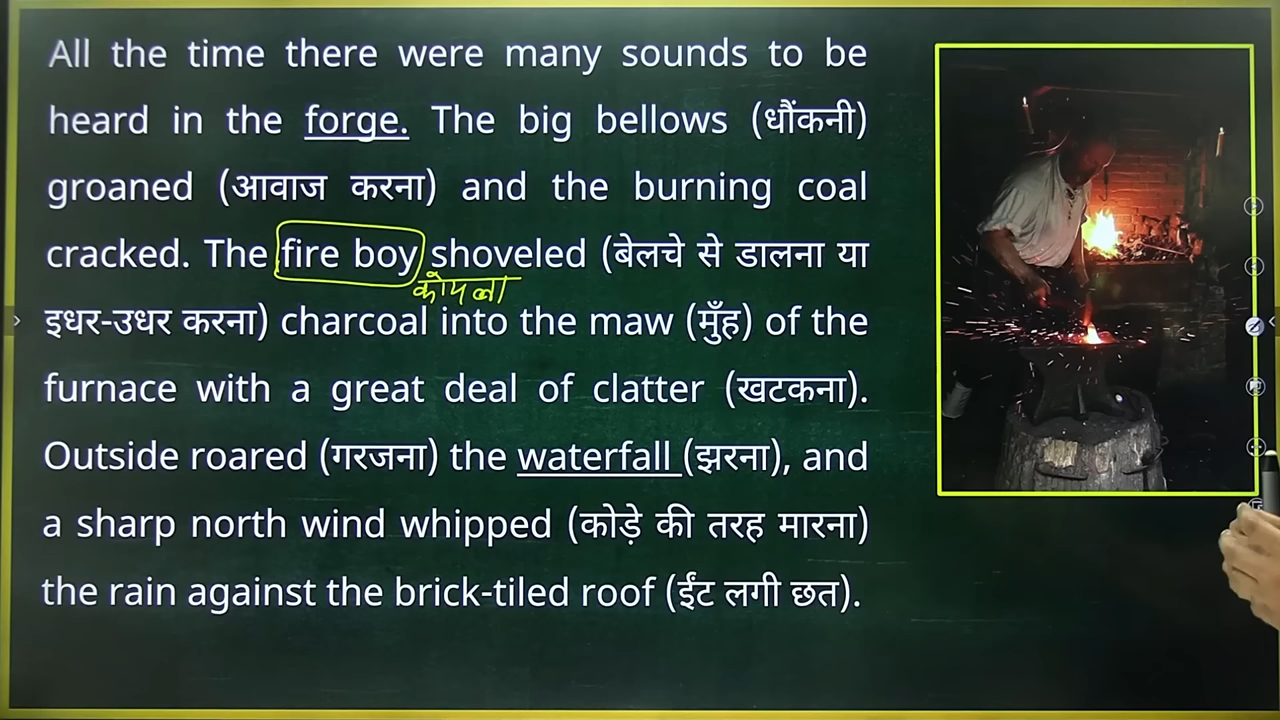 All the time there were many sounds to be
heard in the forge. The big bellows (धौंकनी)
groaned (आवाज करना) and the burning coal
cracked. The fire boy shoveled (बेलचे से डालना या
कोयला
इधर-उधर करना) charcoal into the maw (मुँह) of the
furnace with a great deal of clatter (खटकना).
Outside roared (गरजना) the waterfall (झरना), and
a sharp north wind whipped (कोड़े की तरह मारना)
the rain against the brick-tiled roof (ईंट लगी छत).